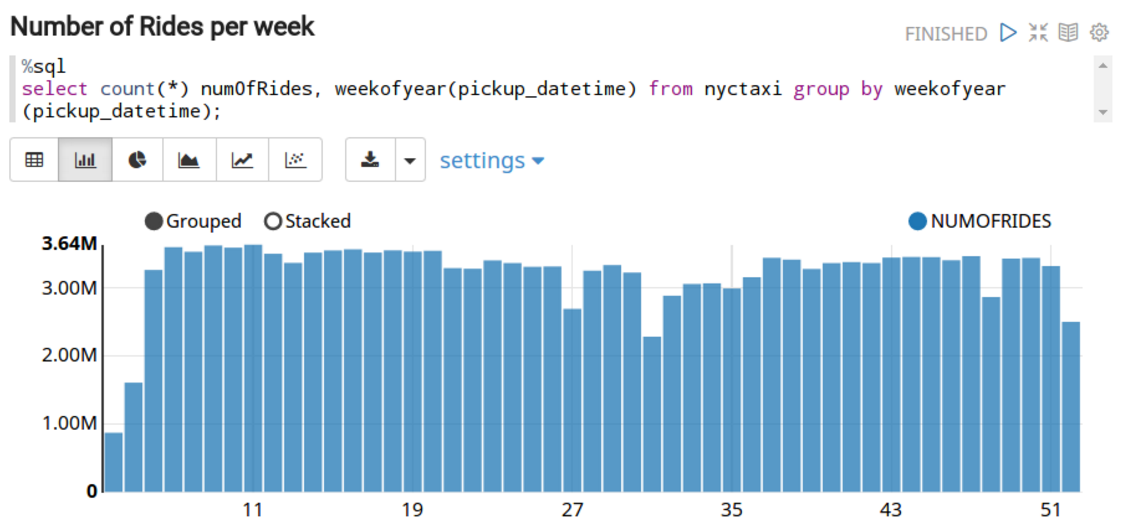 Number of Rides per week
FINISHED
%sql
select count(*) numOfRides, weekofyear(pickup_datetime) from nyctaxi group by weekofyear
(pickup_datetime);
settings
Grouped Stacked
NUMOFRIDES
3.64M
3.00M
2.00M
1.00M
0
11 19 27 35 43 51